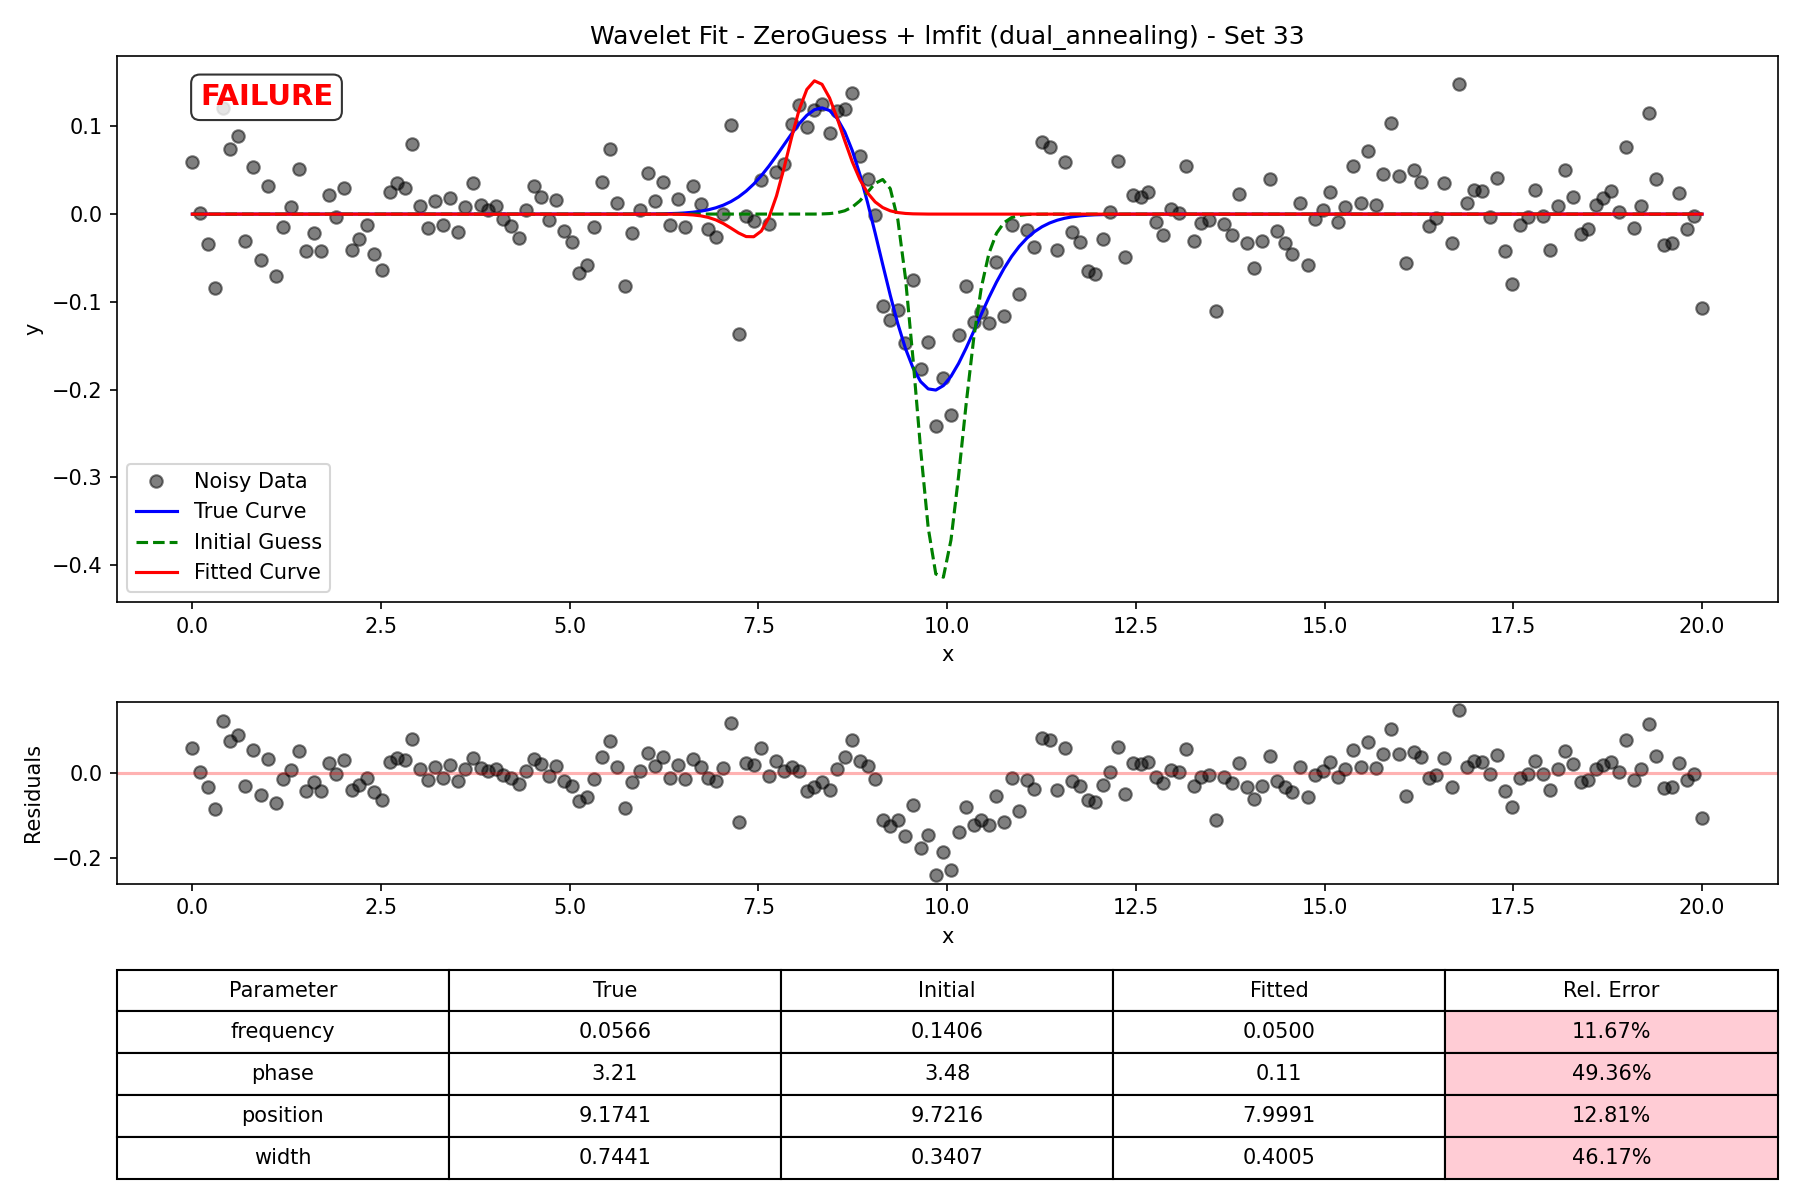 Wavelet Fit - ZeroGuess + lmfit (dual_annealing) - Set 33
FAILURE
0.1
0.0
−0.1
−0.2
−0.3
−0.4
y
Noisy Data
True Curve
Initial Guess
Fitted Curve
0.0 2.5 5.0 7.5 10.0 12.5 15.0 17.5 20.0
x
0.0
−0.2
Residuals
0.0 2.5 5.0 7.5 10.0 12.5 15.0 17.5 20.0
x
Parameter True Initial Fitted Rel. Error
frequency 0.0566 0.1406 0.0500 11.67%
phase 3.21 3.48 0.11 49.36%
position 9.1741 9.7216 7.9991 12.81%
width 0.7441 0.3407 0.4005 46.17%